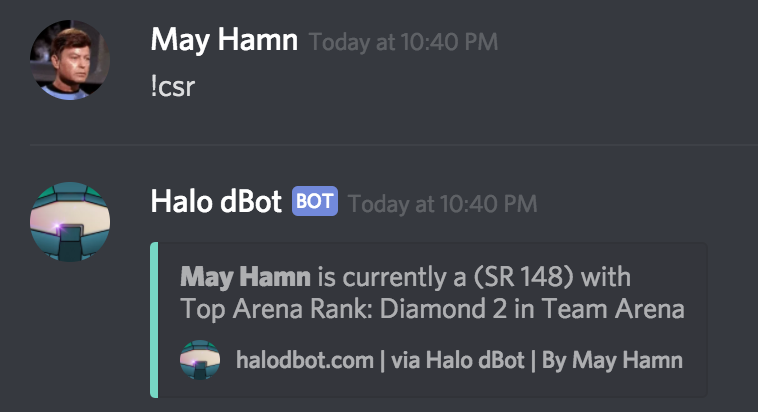 May Hamn Today at 10:40 PM
!csr
Halo dBot BOT Today at 10:40 PM
May Hamn is currently a (SR 148) with
Top Arena Rank: Diamond 2 in Team Arena
halodbot.com | via Halo dBot | By May Hamn